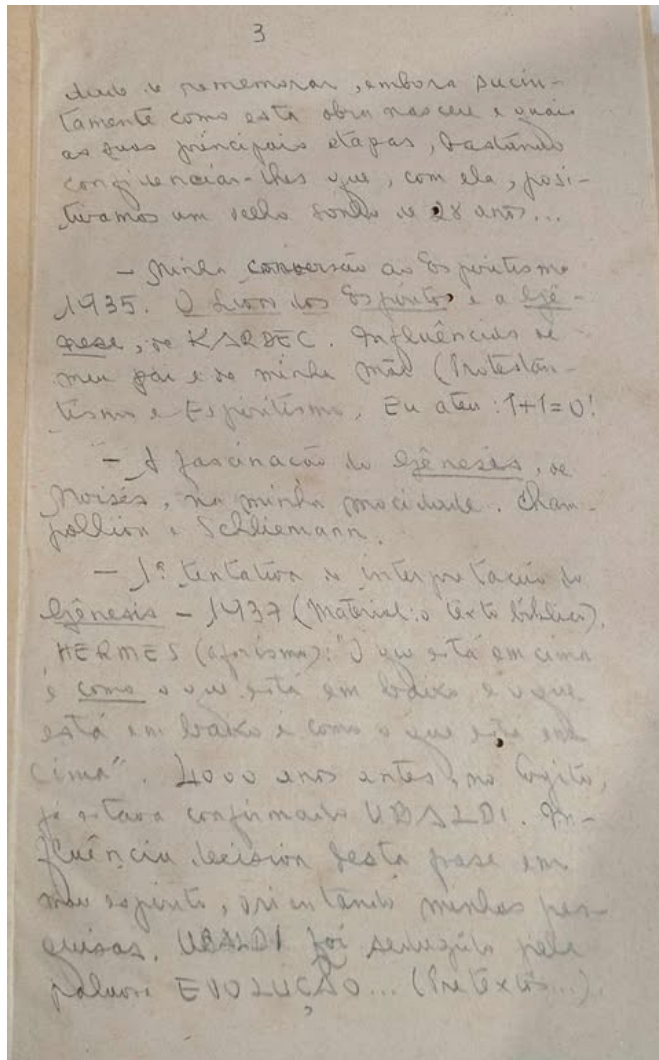 3
de rememorar, embora sucin-
tamente como esta obra nasceu e quais
as suas principais etapas, bastando
confidenciar-lhes que, com ela, posi-
tivamos um velho sonho de 28 anos...
– Minha conversão ao Espiritismo
1935. O Livro dos Espíritos e a Gê-
nese, de KARDEC. Influências de
meu pai e de minha mãe (Protestan-
tismo e Espiritismo. Eu ateu: 1+1=0!
– A fascinação do Gênesis, de
Moisés, na minha mocidade. Cham-
pollion e Schliemann.
– 1ª tentativa de interpretação do
Gênesis – 1937 (Material: o texto bíblico).
HERMES (aforismo): "O que está em cima
é como o que está em baixo e o que
está em baixo é como o que está em
cima". 4000 anos antes, no Egito,
já estava confirmado UBALDI. In-
fluência decisiva desta frase em
meu espírito, orientando minhas pes-
quisas. UBALDI foi seduzido pela
palavra EVOLUÇÃO... (Pretextos...)